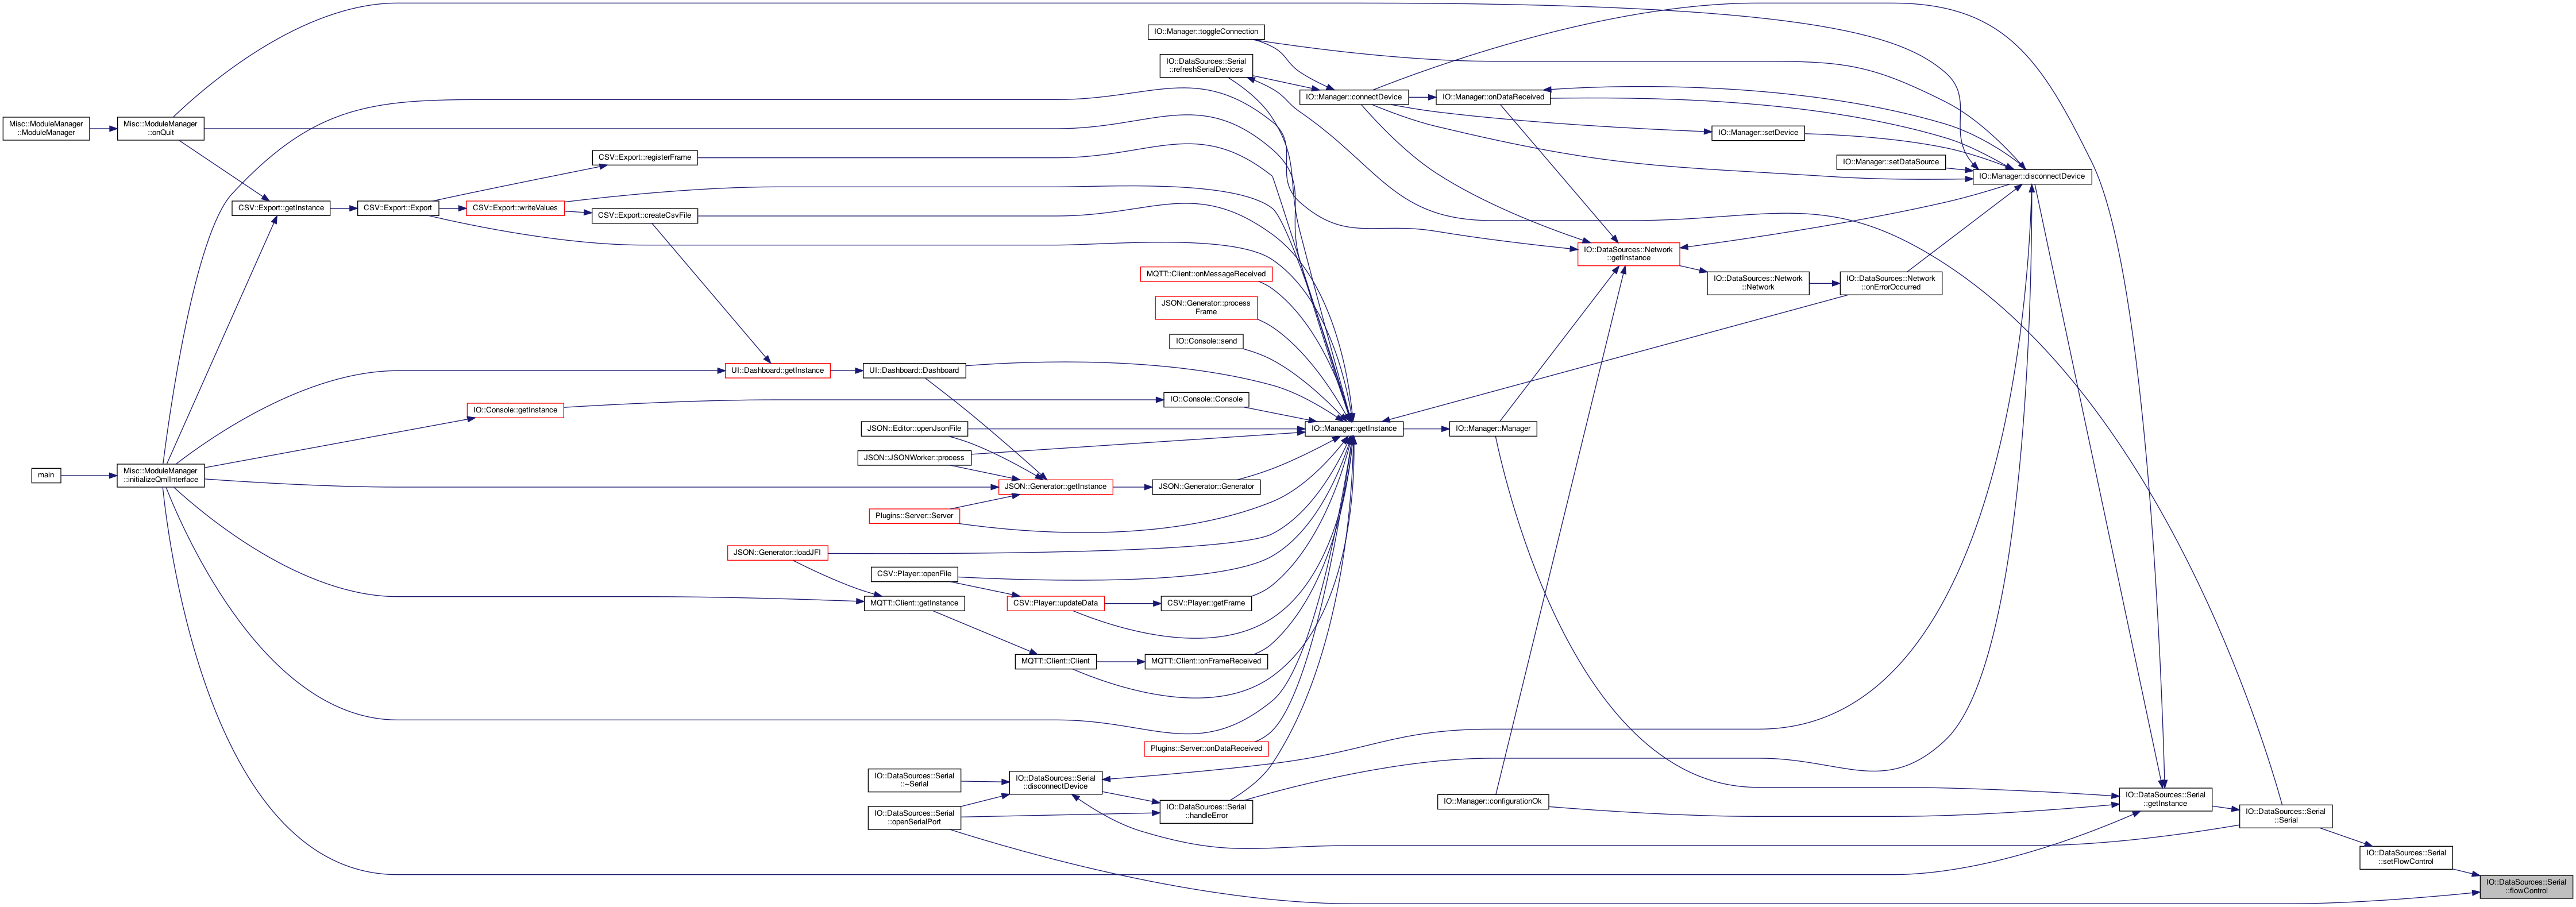 Misc::ModuleManager
::ModuleManager
Misc::ModuleManager
::onQuit
main
Misc::ModuleManager
::initializeQmlInterface
CSV::Export::getInstance
CSV::Export::Export
CSV::Export::writeValues
IO::Console::getInstance
CSV::Export::registerFrame
CSV::Export::createCsvFile
UI::Dashboard::getInstance
JSON::Generator::loadJFI
UI::Dashboard::Dashboard
JSON::Editor::openJsonFile
JSON::JSONWorker::process
Plugins::Server::Server
CSV::Player::openFile
MQTT::Client::getInstance
IO::DataSources::Serial
::~Serial
IO::DataSources::Serial
::openSerialPort
JSON::Generator::getInstance
CSV::Player::updateData
MQTT::Client::Client
IO::DataSources::Serial
::disconnectDevice
IO::Manager::toggleConnection
IO::DataSources::Serial
::refreshSerialDevices
MQTT::Client::onMessageReceived
JSON::Generator::process
Frame
IO::Console::send
IO::Console::Console
JSON::Generator::Generator
CSV::Player::getFrame
MQTT::Client::onFrameReceived
Plugins::Server::onDataReceived
IO::DataSources::Serial
::handleError
IO::Manager::connectDevice
IO::Manager::getInstance
IO::Manager::onDataReceived
IO::Manager::Manager
IO::Manager::configurationOk
IO::DataSources::Network
::getInstance
IO::Manager::setDevice
IO::DataSources::Network
::Network
IO::Manager::setDataSource
IO::DataSources::Network
::onErrorOccurred
IO::Manager::disconnectDevice
IO::DataSources::Serial
::getInstance
IO::DataSources::Serial
::Serial
IO::DataSources::Serial
::setFlowControl
IO::DataSources::Serial
::flowControl